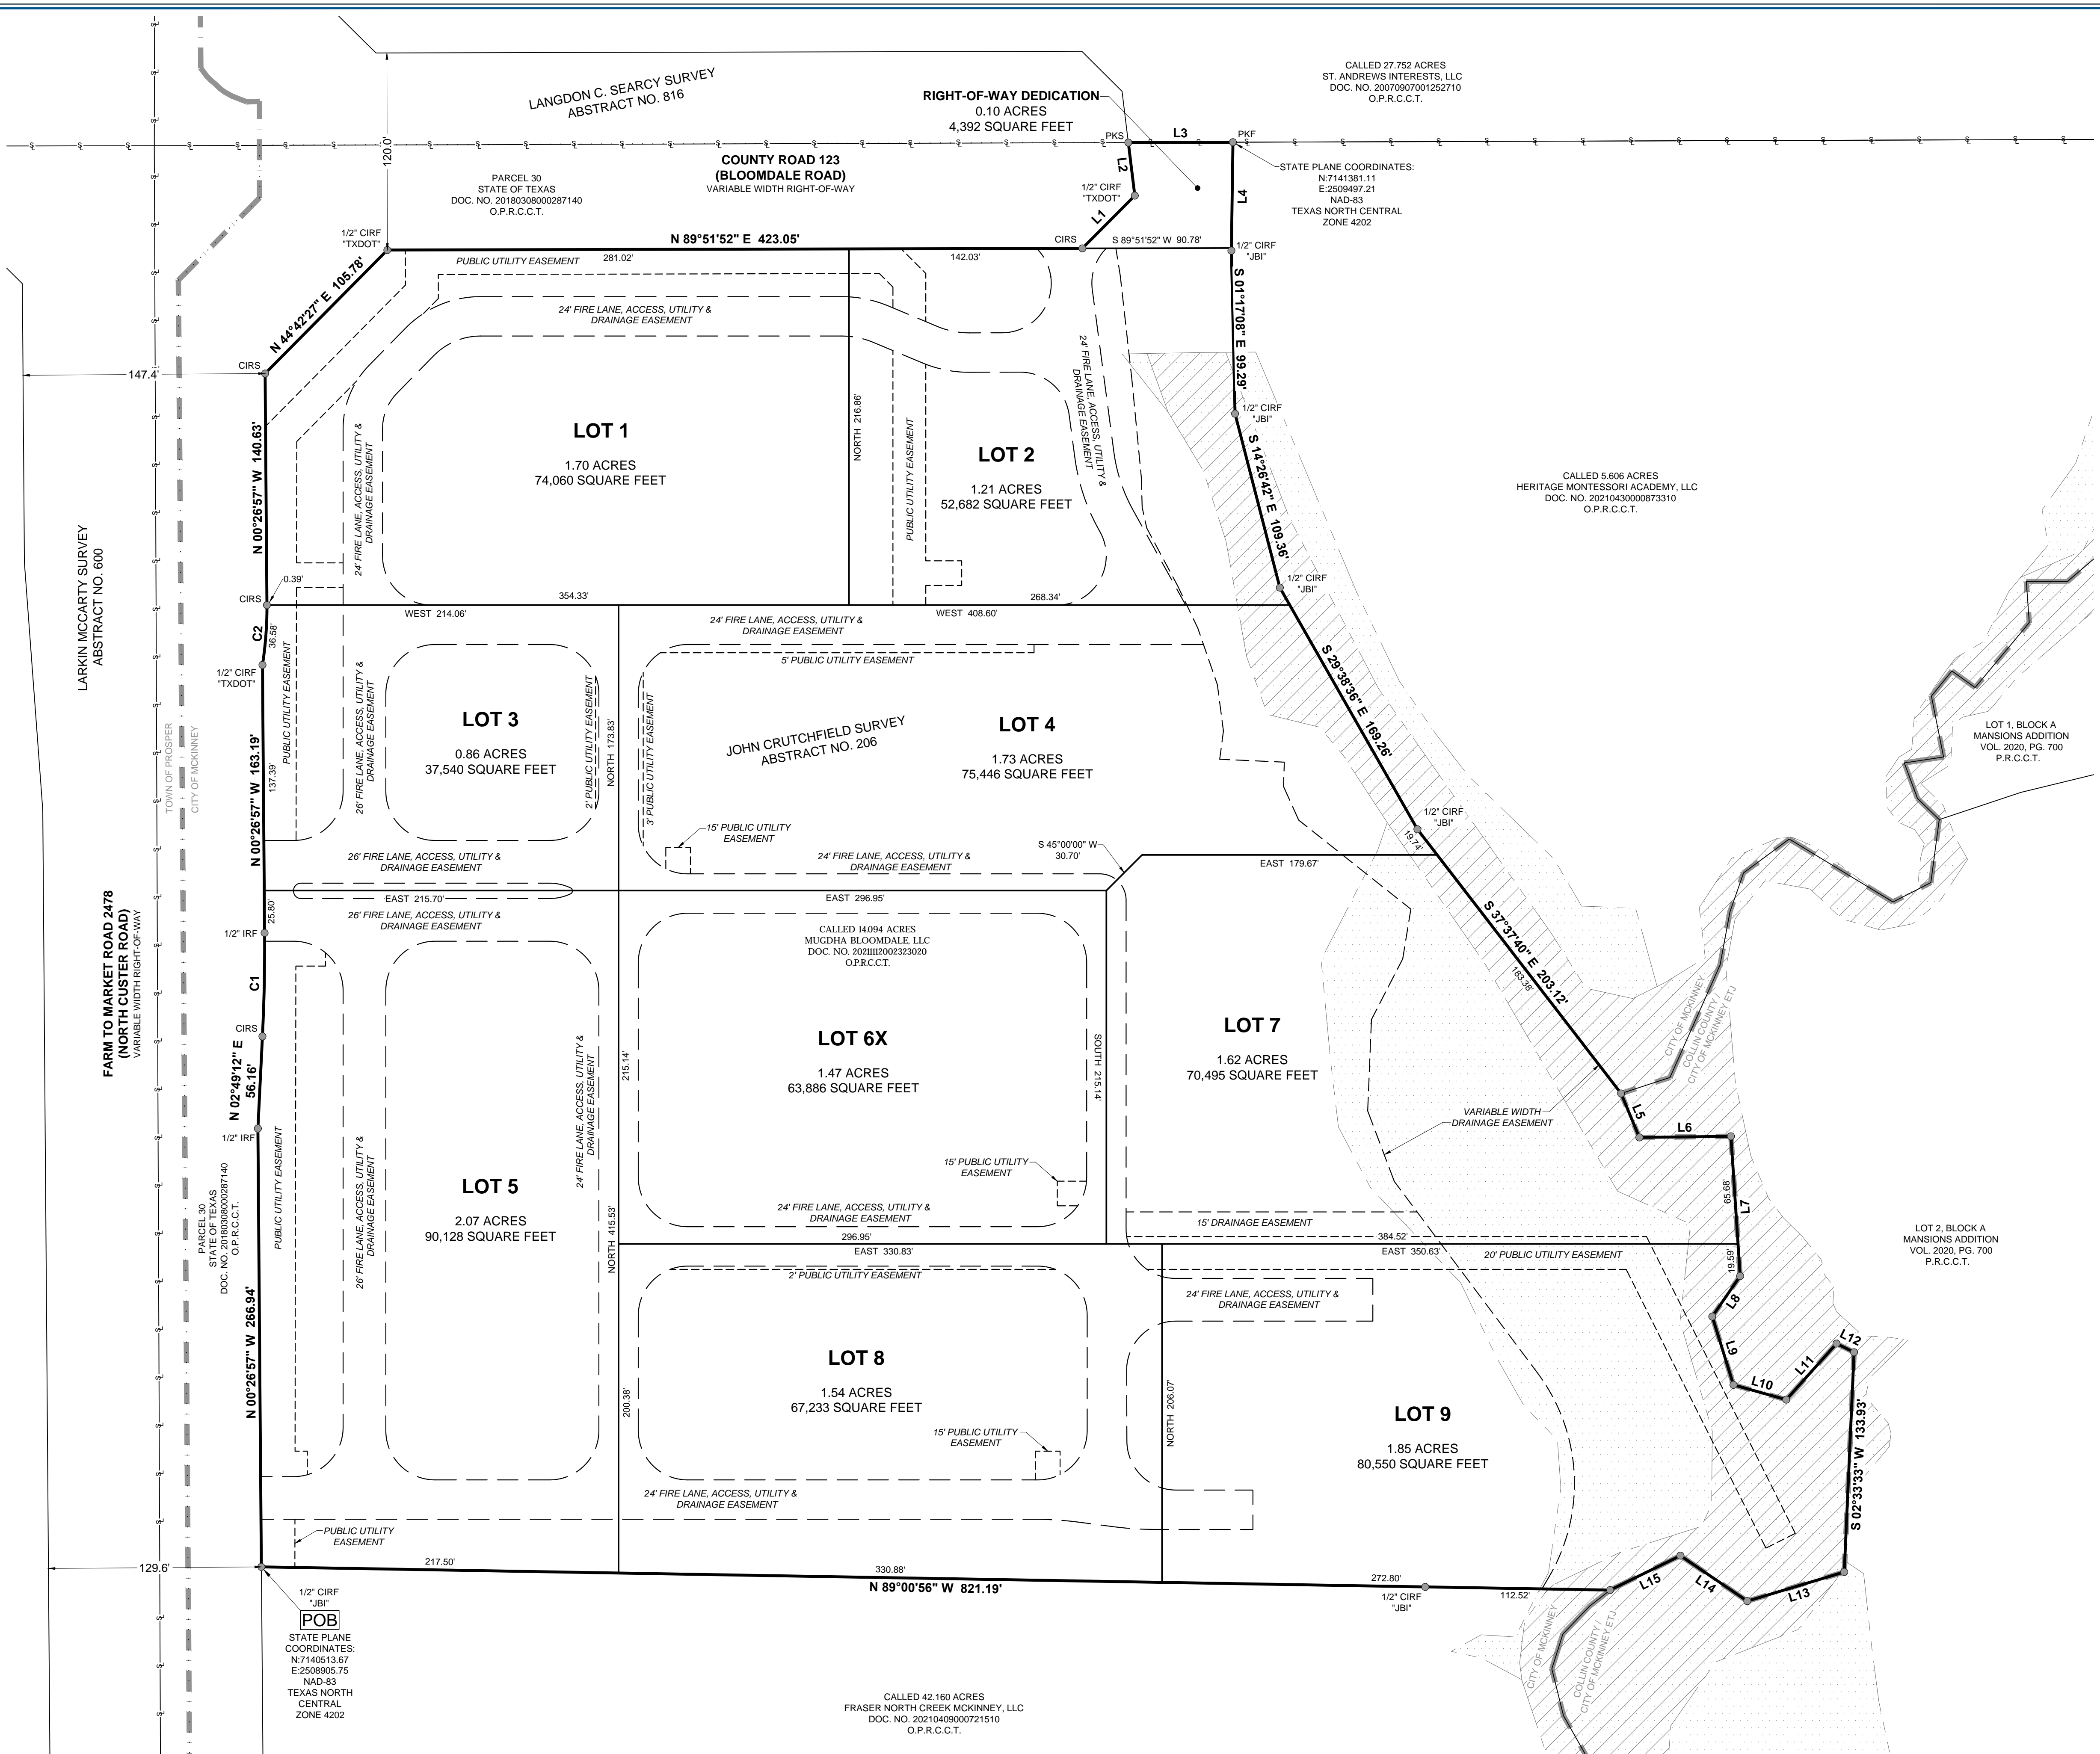 LANGDON C. SEARCY SURVEY
ABSTRACT NO. 816
CALLED 27.752 ACRES
ST. ANDREWS INTERESTS, LLC
DOC. NO. 20070907001252710
O.P.R.C.C.T.
RIGHT-OF-WAY DEDICATION
0.10 ACRES
4,392 SQUARE FEET
120.0'
PKS
L3
PKF
COUNTY ROAD 123
(BLOOMDALE ROAD)
VARIABLE WIDTH RIGHT-OF-WAY
PARCEL 30
STATE OF TEXAS
DOC. NO. 20180308000287140
O.P.R.C.C.T.
STATE PLANE COORDINATES:
N:7141381.11
E:2509497.21
NAD-83
TEXAS NORTH CENTRAL
ZONE 4202
L2
L4
1/2" CIRF
"TXDOT"
L1
1/2" CIRF
"TXDOT"
N 89°51'52" E 423.05'
CIRS
S 89°51'52" W 90.78'
1/2" CIRF
"JBI"
PUBLIC UTILITY EASEMENT
281.02'
142.03'
N 44°42'27" E 105.78'
24' FIRE LANE, ACCESS, UTILITY &
DRAINAGE EASEMENT
S 01°17'08" E 99.29'
24' FIRE LANE, ACCESS, UTILITY &
DRAINAGE EASEMENT
CIRS
147.4'
1/2" CIRF
"JBI"
LOT 1
1.70 ACRES
74,060 SQUARE FEET
NORTH 216.86'
PUBLIC UTILITY EASEMENT
LOT 2
1.21 ACRES
52,682 SQUARE FEET
S 14°26'42" E 109.36'
N 00°26'57" W 140.63'
24' FIRE LANE, ACCESS, UTILITY &
DRAINAGE EASEMENT
CALLED 5.606 ACRES
HERITAGE MONTESSORI ACADEMY, LLC
DOC. NO. 20210430000873310
O.P.R.C.C.T.
LARKIN MCCARTY SURVEY
ABSTRACT NO. 600
0.39'
CIRS
354.33'
268.34'
1/2" CIRF
"JBI"
WEST 214.06'
WEST 408.60'
C2
36.58'
24' FIRE LANE, ACCESS, UTILITY &
DRAINAGE EASEMENT
5' PUBLIC UTILITY EASEMENT
1/2" CIRF
"TXDOT"
PUBLIC UTILITY EASEMENT
26' FIRE LANE, ACCESS, UTILITY &
DRAINAGE EASEMENT
LOT 3
0.86 ACRES
37,540 SQUARE FEET
2' PUBLIC UTILITY EASEMENT
NORTH 173.83'
3' PUBLIC UTILITY EASEMENT
JOHN CRUTCHFIELD SURVEY
ABSTRACT NO. 206
LOT 4
1.73 ACRES
75,446 SQUARE FEET
S 29°38'36" E 169.26'
LOT 1, BLOCK A
MANSIONS ADDITION
VOL. 2020, PG. 700
P.R.C.C.T.
TOWN OF PROSPER
CITY OF MCKINNEY
N 00°26'57" W 163.19'
137.39'
15' PUBLIC UTILITY
EASEMENT
1/2" CIRF
"JBI"
19.74'
S 45°00'00" W
30.70'
26' FIRE LANE, ACCESS, UTILITY &
DRAINAGE EASEMENT
24' FIRE LANE, ACCESS, UTILITY &
DRAINAGE EASEMENT
EAST 179.67'
EAST 215.70'
EAST 296.95'
25.80'
26' FIRE LANE, ACCESS, UTILITY &
DRAINAGE EASEMENT
1/2" IRF
CALLED 14.094 ACRES
MUGDHA BLOOMDALE, LLC
DOC. NO. 20211112002323020
O.P.R.C.C.T.
S 37°37'40" E 203.12'
183.38'
FARM TO MARKET ROAD 2478
(NORTH CUSTER ROAD)
VARIABLE WIDTH RIGHT-OF-WAY
C1
CIRS
N 02°49'12" E
56.16'
1/2" IRF
24' FIRE LANE, ACCESS, UTILITY &
DRAINAGE EASEMENT
215.14'
LOT 6X
1.47 ACRES
63,886 SQUARE FEET
SOUTH 215.14'
LOT 7
1.62 ACRES
70,495 SQUARE FEET
CITY OF MCKINNEY
COLLIN COUNTY /
CITY OF MCKINNEY ETJ
VARIABLE WIDTH
DRAINAGE EASEMENT
L5
L6
PARCEL 30
STATE OF TEXAS
DOC. NO. 20180308000287140
O.P.R.C.C.T.
PUBLIC UTILITY EASEMENT
26' FIRE LANE, ACCESS, UTILITY &
DRAINAGE EASEMENT
LOT 5
2.07 ACRES
90,128 SQUARE FEET
NORTH 415.53'
15' PUBLIC UTILITY
EASEMENT
24' FIRE LANE, ACCESS, UTILITY &
DRAINAGE EASEMENT
15' DRAINAGE EASEMENT
65.68'
L7
296.95'
384.52'
EAST 330.83'
EAST 350.63'
20' PUBLIC UTILITY EASEMENT
LOT 2, BLOCK A
MANSIONS ADDITION
VOL. 2020, PG. 700
P.R.C.C.T.
2' PUBLIC UTILITY EASEMENT
19.59'
24' FIRE LANE, ACCESS, UTILITY &
DRAINAGE EASEMENT
L8
L9
L10
L11
L12
N 00°26'57" W 266.94'
200.38'
LOT 8
1.54 ACRES
67,233 SQUARE FEET
NORTH 206.07'
LOT 9
1.85 ACRES
80,550 SQUARE FEET
15' PUBLIC UTILITY
EASEMENT
S 02°33'33" W 133.93'
24' FIRE LANE, ACCESS, UTILITY &
DRAINAGE EASEMENT
PUBLIC UTILITY
EASEMENT
129.6'
217.50'
330.88'
N 89°00'56" W 821.19'
272.80'
1/2" CIRF
"JBI"
112.52'
L15
L14
L13
1/2" CIRF
"JBI"
POB
STATE PLANE
COORDINATES:
N:7140513.67
E:2508905.75
NAD-83
TEXAS NORTH
CENTRAL
ZONE 4202
CITY OF MCKINNEY
COLLIN COUNTY /
CITY OF MCKINNEY ETJ
CALLED 42.160 ACRES
FRASER NORTH CREEK MCKINNEY, LLC
DOC. NO. 20210409000721510
O.P.R.C.C.T.